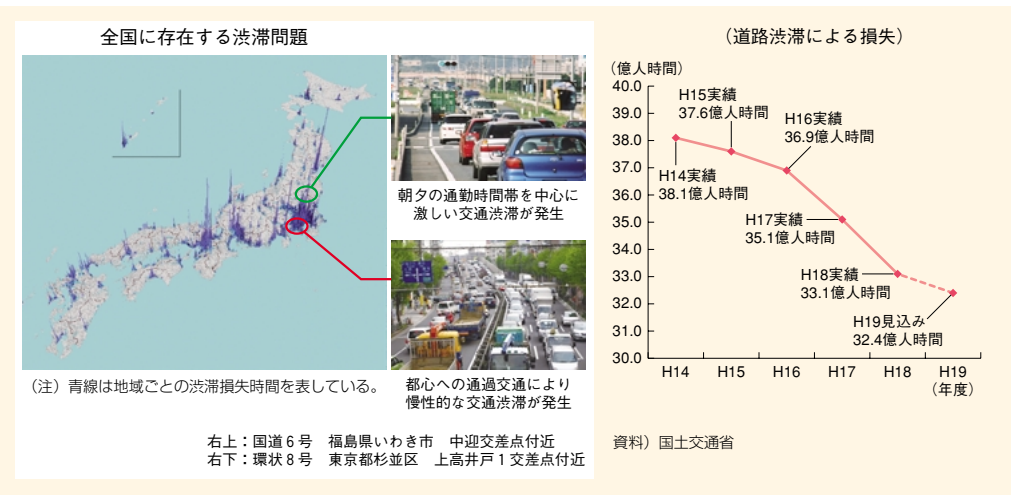 全国に存在する渋滞問題
朝夕の通勤時間帯を中心に
激しい交通渋滞が発生
都心への通過交通により
慢性的な交通渋滞が発生
（注）青線は地域ごとの渋滞損失時間を表している。
右上：国道６号　福島県いわき市　中迎交差点付近
右下：環状８号　東京都杉並区　上高井戸１交差点付近
（道路渋滞による損失）
（億人時間）
40.0
39.0
38.0
37.0
36.0
35.0
34.0
33.0
32.0
31.0
30.0
H14実績
38.1億人時間
H15実績
37.6億人時間
H16実績
36.9億人時間
H17実績
35.1億人時間
H18実績
33.1億人時間
H19見込み
32.4億人時間
H14 H15 H16 H17 H18 H19
（年度）
資料）国土交通省